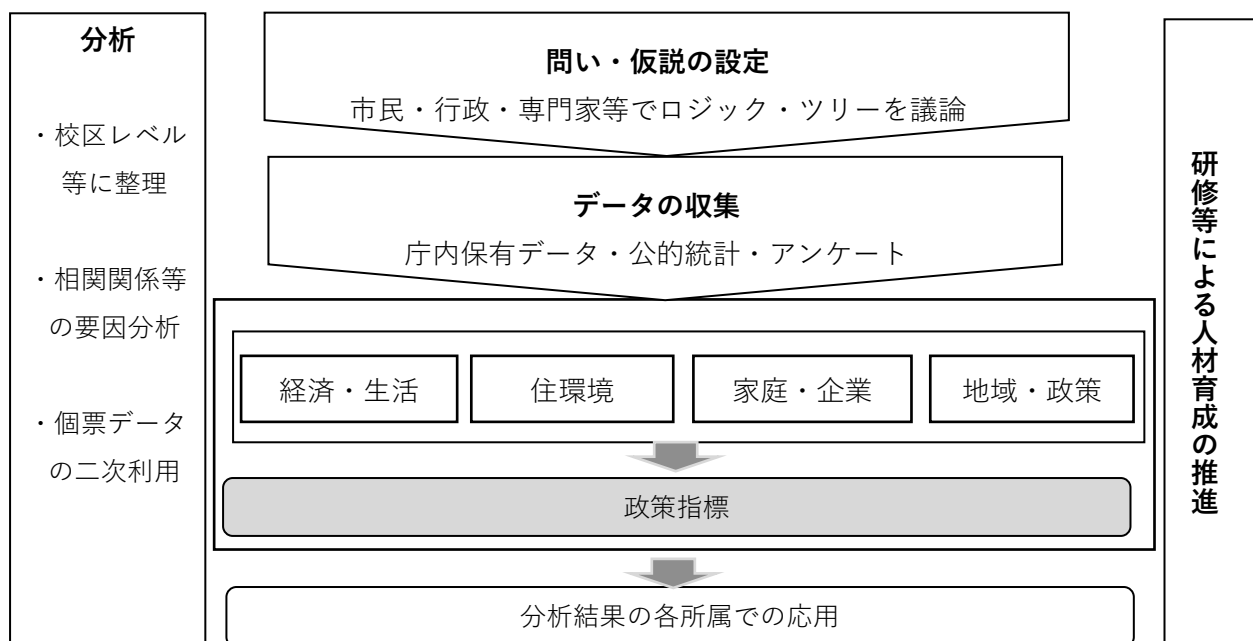 分析
・校区レベル
等に整理
・相関関係等
の要因分析
・個票データ
の二次利用
問い・仮説の設定
市民・行政・専門家等でロジック・ツリーを議論
データの収集
庁内保有データ・公的統計・アンケート
経済・生活
住環境
家庭・企業
地域・政策
政策指標
分析結果の各所属での応用
研修等による人材育成の推進